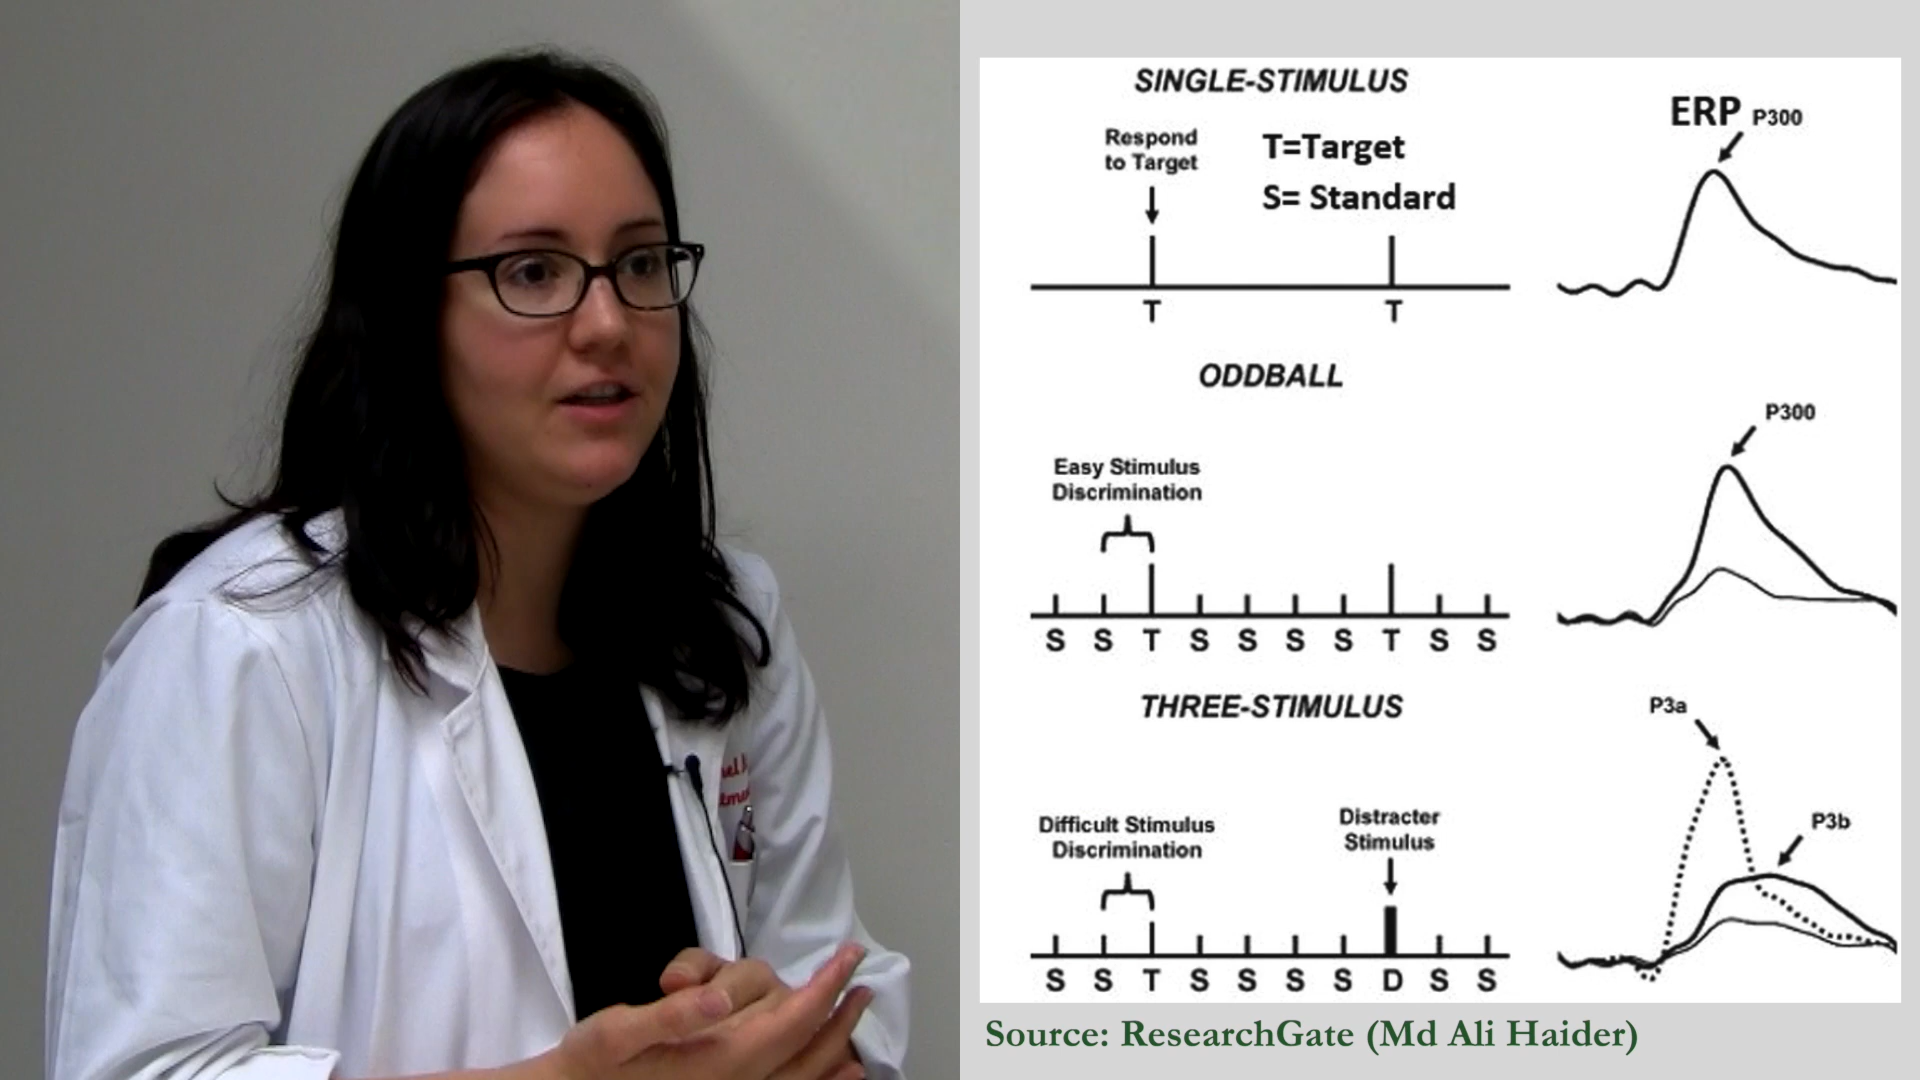 SINGLE-STIMULUS
Respond
to Target
T=Target
S= Standard
ERP P300
T T
ODDBALL
P300
Easy Stimulus
Discrimination
S S T S S S S T S S
THREE-STIMULUS
P3a
P3b
Difficult Stimulus
Discrimination
Distracter
Stimulus
S S T S S S S D S S
Source: ResearchGate (Md Ali Haider)